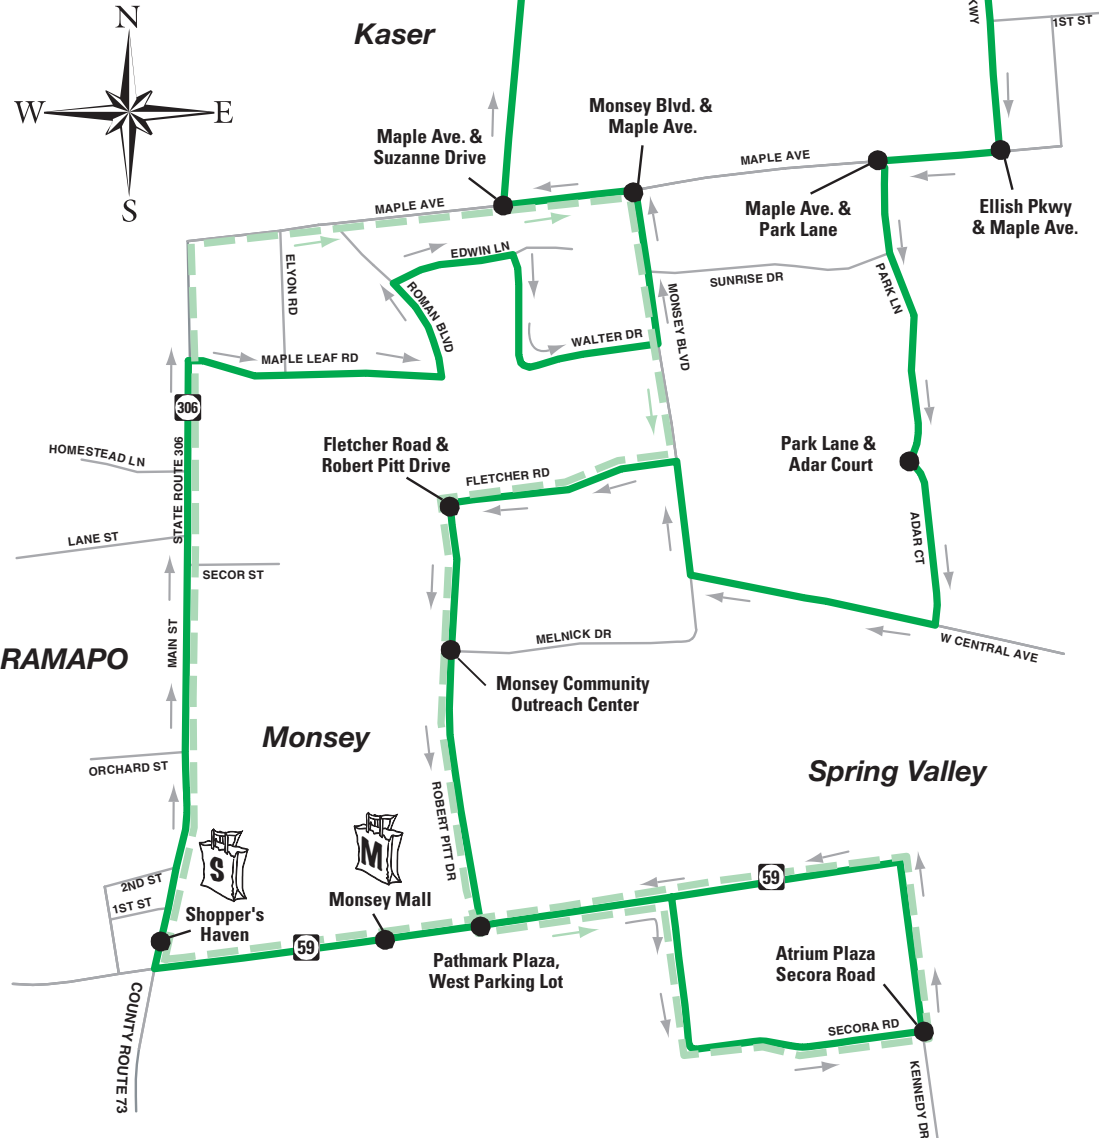 N
W
E
S
Kaser
KWY
1ST ST
Monsey Blvd. &
Maple Ave.
Maple Ave. &
Suzanne Drive
MAPLE AVE
MAPLE AVE
Maple Ave. &
Park Lane
Ellish Pkwy
& Maple Ave.
EDWIN LN
ELYON RD
ROMAN BLVD
SUNRISE DR
PARK LN
MONSEY BLVD
WALTER DR
MAPLE LEAF RD
306
STATE ROUTE 306
HOMESTEAD LN
Fletcher Road &
Robert Pitt Drive
FLETCHER RD
Park Lane &
Adar Court
ADAR CT
LANE ST
SECOR ST
MAIN ST
MELNICK DR
W CENTRAL AVE
RAMAPO
Monsey Community
Outreach Center
Monsey
Spring Valley
ORCHARD ST
ROBERT PITT DR
S
M
2ND ST
1ST ST
Shopper's
Haven
Monsey Mall
59
59
Pathmark Plaza,
West Parking Lot
Atrium Plaza
Secora Road
SECORA RD
COUNTY ROUTE 73
KENNEDY DR